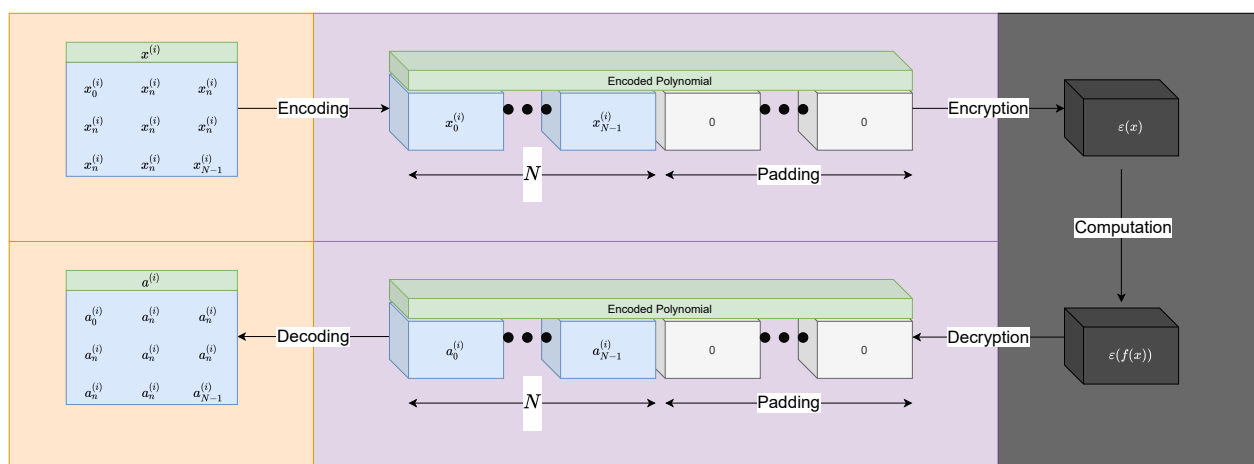 x^{(i)}
x_0^{(i)} x_n^{(i)} x_n^{(i)}
x_n^{(i)} x_n^{(i)} x_n^{(i)}
x_n^{(i)} x_n^{(i)} x_{N-1}^{(i)}
Encoding
Encoded Polynomial
x_0^{(i)} ••• x_{N-1}^{(i)} 0 ••• 0
N
Padding
Encryption
ε(x)
Computation
a^{(i)}
a_0^{(i)} a_n^{(i)} a_n^{(i)}
a_n^{(i)} a_n^{(i)} a_n^{(i)}
a_n^{(i)} a_n^{(i)} a_{N-1}^{(i)}
Decoding
Encoded Polynomial
a_0^{(i)} ••• a_{N-1}^{(i)} 0 ••• 0
N
Padding
Decryption
ε(f(x))